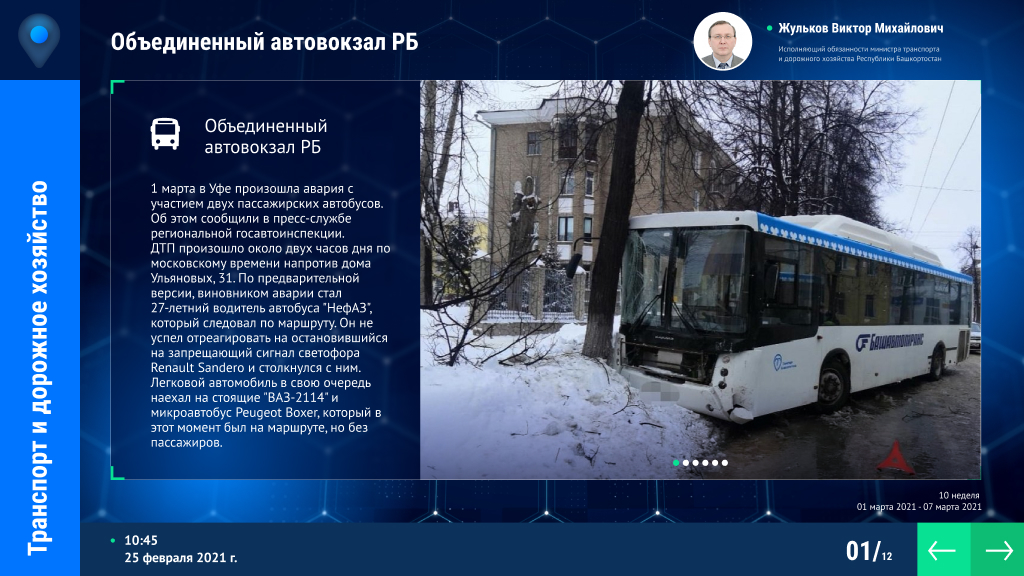 Объединенный автовокзал РБ
Жульков Виктор Михайлович
Исполняющий обязанности министра транспорта
и дорожного хозяйства Республики Башкортостан
Транспорт и дорожное хозяйство
Объединенный
автовокзал РБ
1 марта в Уфе произошла авария с
участием двух пассажирских автобусов.
Об этом сообщили в пресс-службе
региональной госавтоинспекции.
ДТП произошло около двух часов дня по
московскому времени напротив дома
Ульяновых, 31. По предварительной
версии, виновником аварии стал
27-летний водитель автобуса "НефАЗ",
который следовал по маршруту. Он не
успел отреагировать на остановившийся
на запрещающий сигнал светофора
Renault Sandero и столкнулся с ним.
Легковой автомобиль в свою очередь
наехал на стоящие "ВАЗ-2114" и
микроавтобус Peugeot Boxer, который в
этот момент был на маршруте, но без
пассажиров.
БАШАВТОТРАНС
10 неделя
01 марта 2021 - 07 марта 2021
10:45
25 февраля 2021 г.
01/12